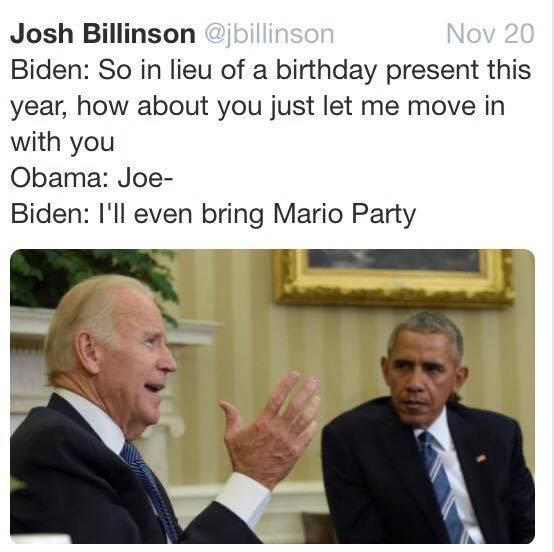 Josh Billinson @jbillinson Nov 20
Biden: So in lieu of a birthday present this
year, how about you just let me move in
with you
Obama: Joe-
Biden: I'll even bring Mario Party